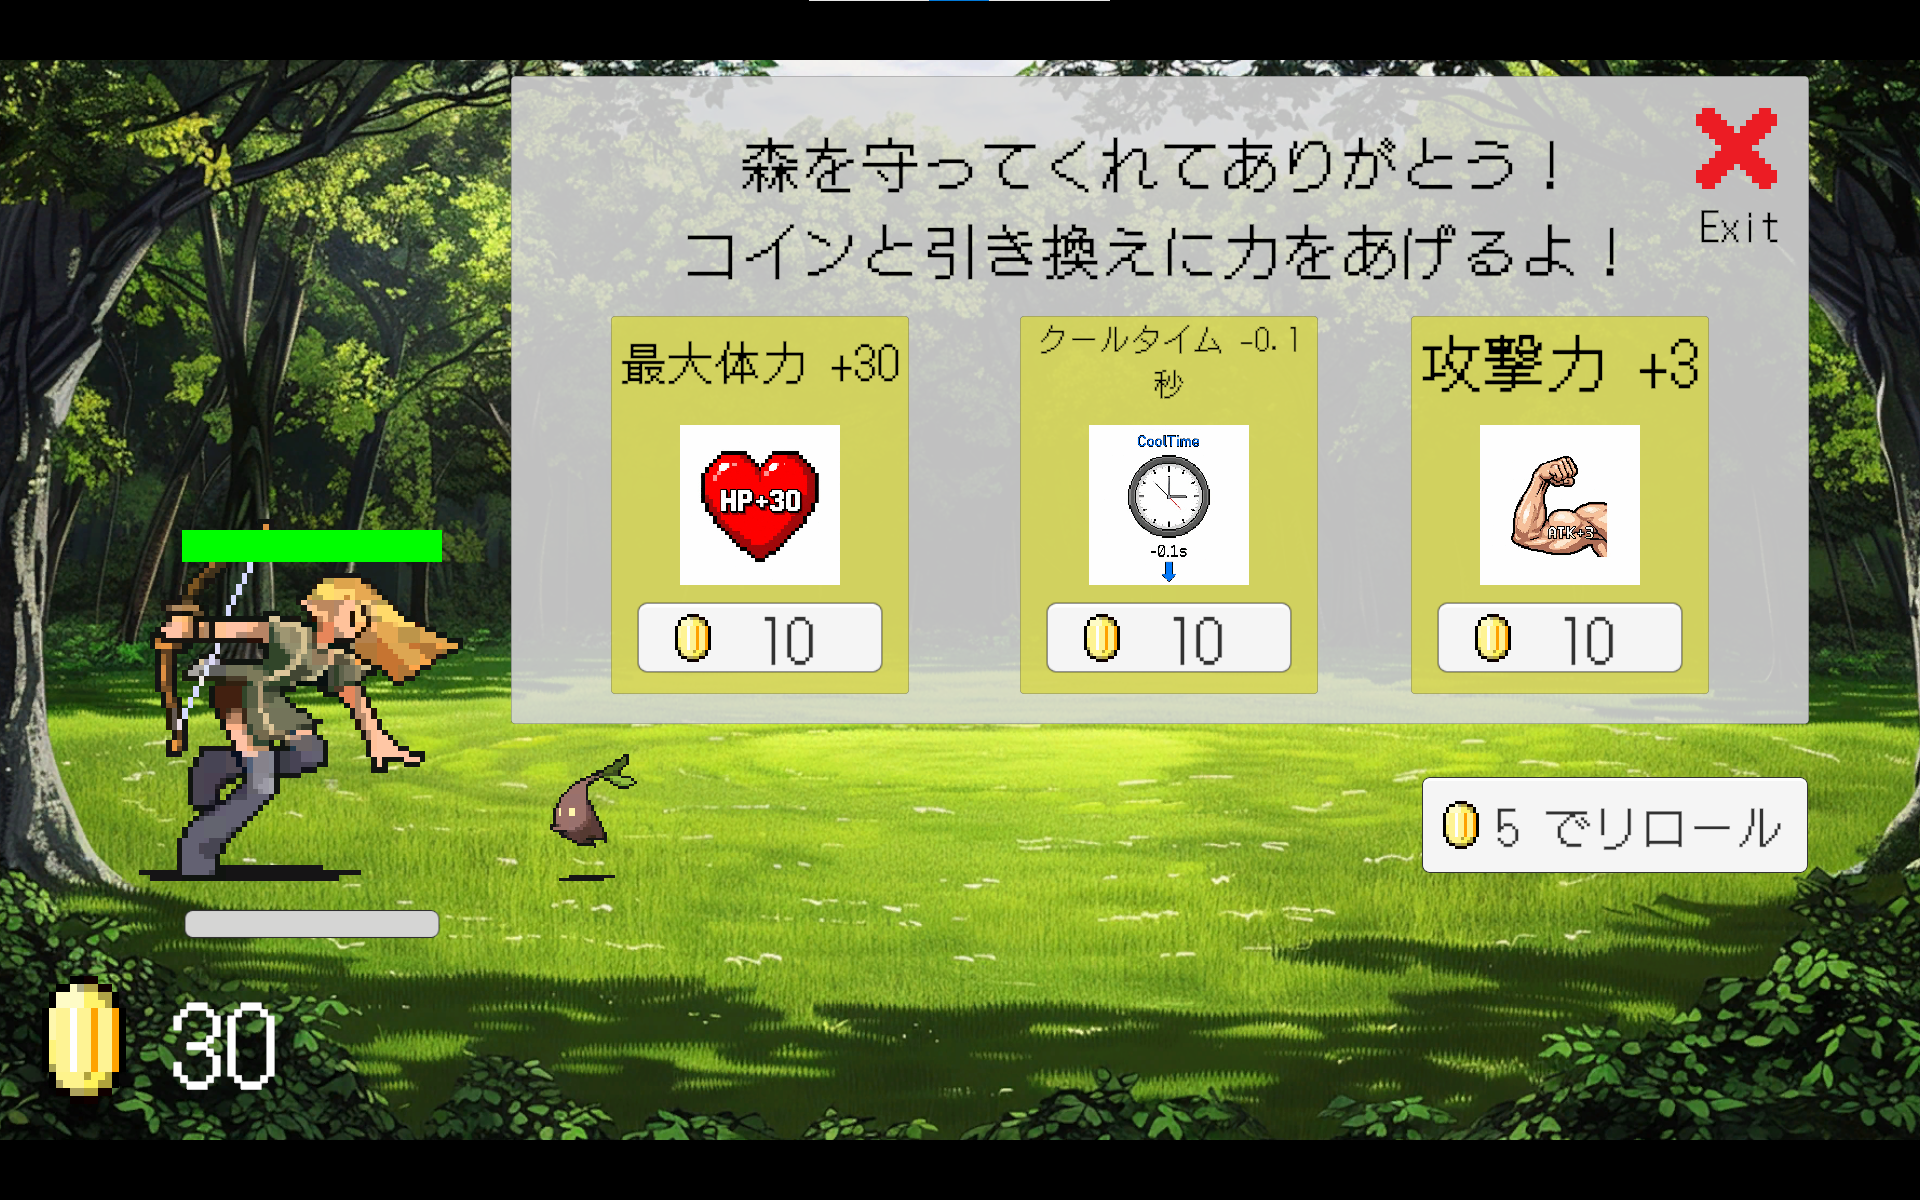 森を守ってくれてありがとう！
コインと引き換えに力をあげるよ！
Exit
最大体力 +30
HP+30
10
クールタイム -0.1
秒
CoolTime
-0.1s
10
攻撃力 +3
ATK+3
10
5 でリロール
30